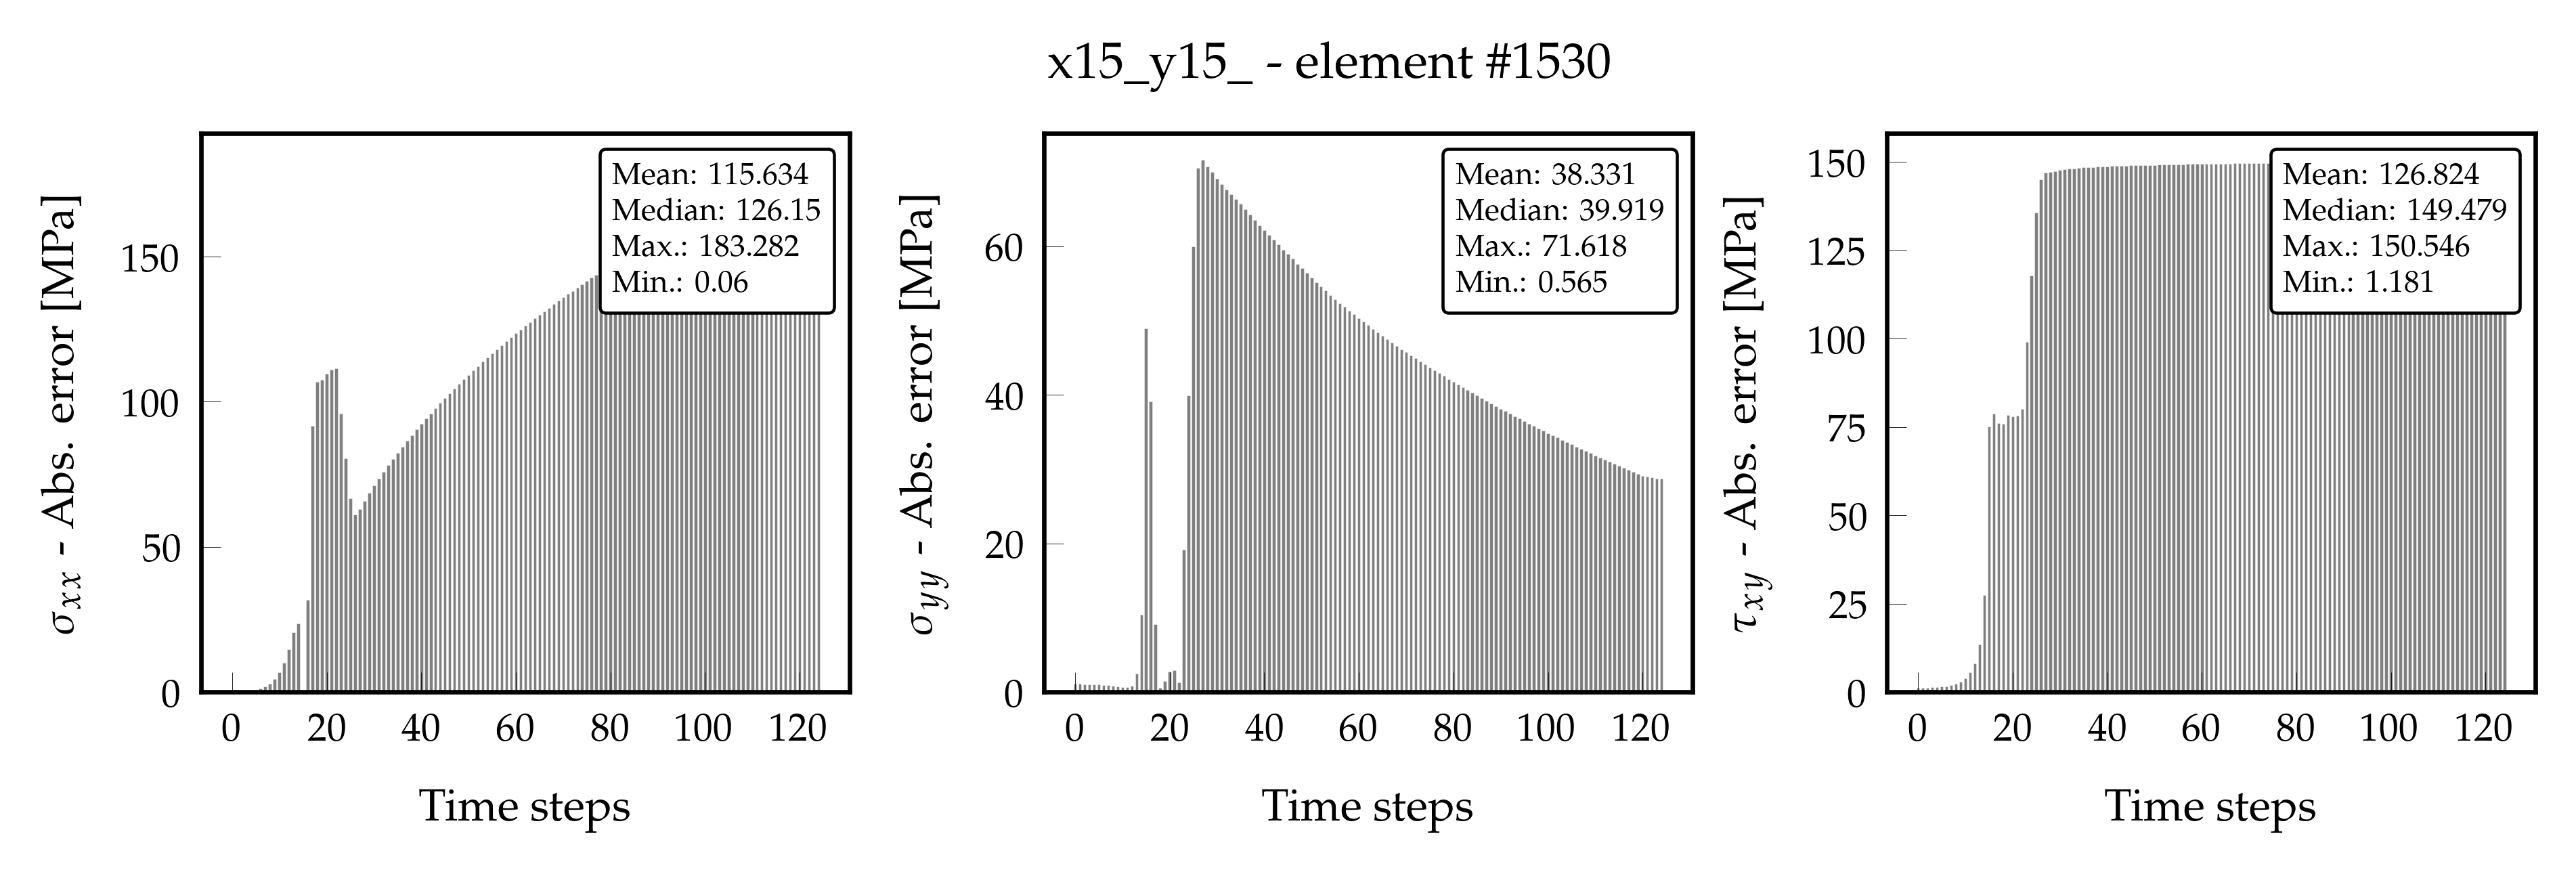 x15_y15_ - element #1530
σxx - Abs. error [MPa]
150
100
50
0
Mean: 115.634
Median: 126.15
Max.: 183.282
Min.: 0.06
0 20 40 60 80 100 120
Time steps
σyy - Abs. error [MPa]
60
40
20
0
Mean: 38.331
Median: 39.919
Max.: 71.618
Min.: 0.565
0 20 40 60 80 100 120
Time steps
τxy - Abs. error [MPa]
150
125
100
75
50
25
0
Mean: 126.824
Median: 149.479
Max.: 150.546
Min.: 1.181
0 20 40 60 80 100 120
Time steps